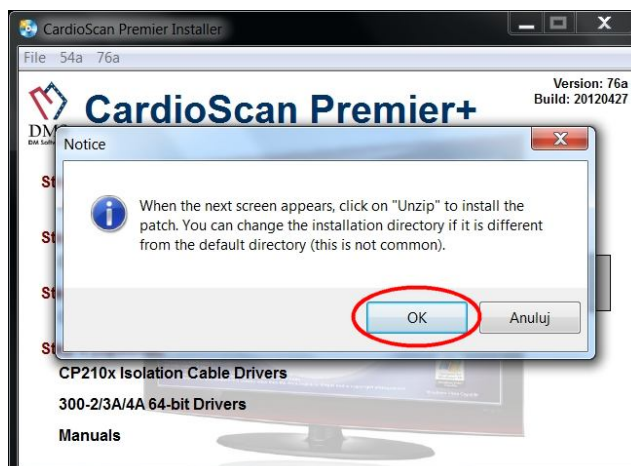 CardioScan Premier Installer
File 54a 76a
Version: 76a
Build: 20120427
CardioScan Premier+
Notice
When the next screen appears, click on "Unzip" to install the
patch. You can change the installation directory if it is different
from the default directory (this is not common).
OK Anuluj
CP210x Isolation Cable Drivers
300-2/3A/4A 64-bit Drivers
Manuals